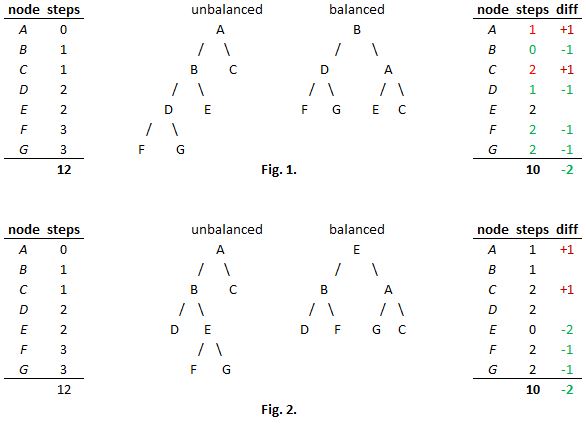 node steps unbalanced balanced node steps diff
A 0 A B A 1 +1
B 1 / \ / \ B 0 -1
C 1 B C D A C 2 +1
D 2 / \ / \ / \ D 1 -1
E 2 D E F G E C E 2
F 3 / \ F 2 -1
G 3 F G G 2 -1
12 Fig. 1. 10 -2
node steps unbalanced balanced node steps diff
A 0 A E A 1 +1
B 1 / \ / \ B 1
C 1 B C B A C 2 +1
D 2 / \ / \ / \ D 2
E 2 D E D F G C E 0 -2
F 3 / \ F 2 -1
G 3 F G G 2 -1
12 10 -2
Fig. 2.